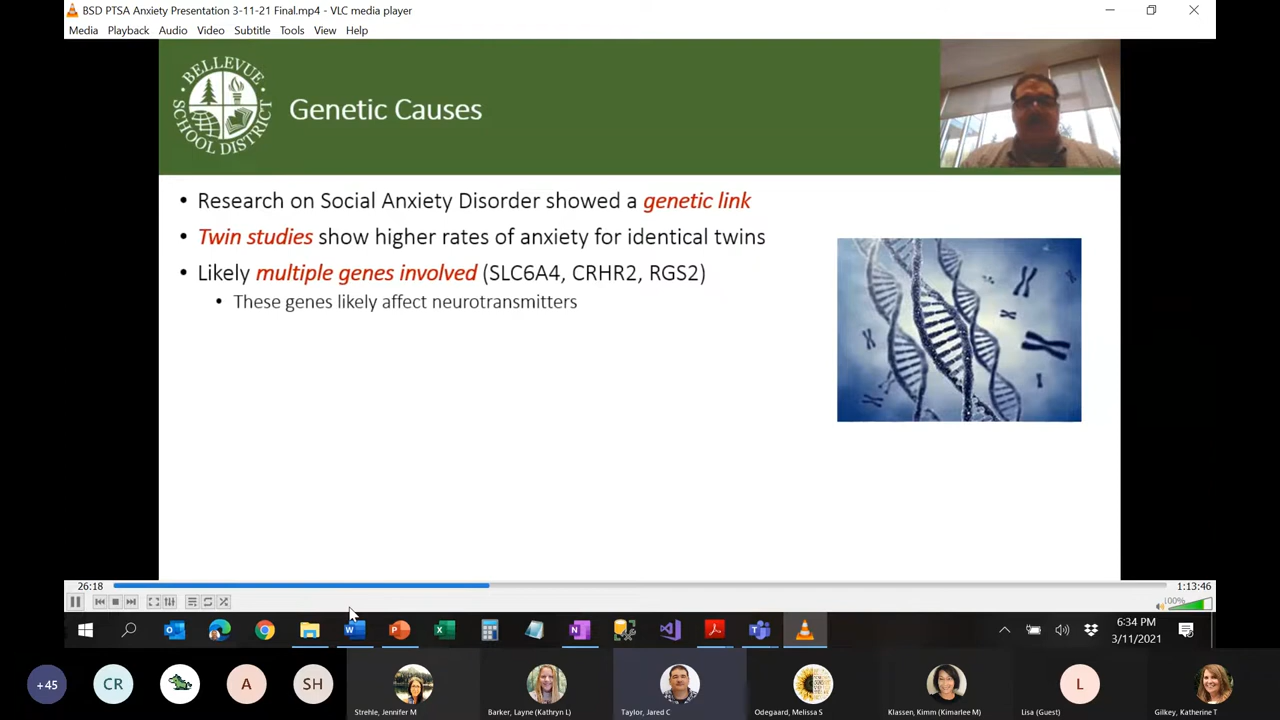 BSD PTSA Anxiety Presentation 3-11-21 Final.mp4 - VLC media player
Media Playback Audio Video Subtitle Tools View Help
BELLEVUE
SCHOOL DISTRICT
Genetic Causes
• Research on Social Anxiety Disorder showed a genetic link
• Twin studies show higher rates of anxiety for identical twins
• Likely multiple genes involved (SLC6A4, CRHR2, RGS2)
• These genes likely affect neurotransmitters
26:18
1:13:46
100%
6:34 PM
3/11/2021
+45
CR
A
SH
Strehle, Jennifer M
Barker, Layne (Kathryn L)
Taylor, Jared C
Odegaard, Melissa S
Klassen, Kimm (Kimarlee M)
L
Lisa (Guest)
Gilkey, Katherine T